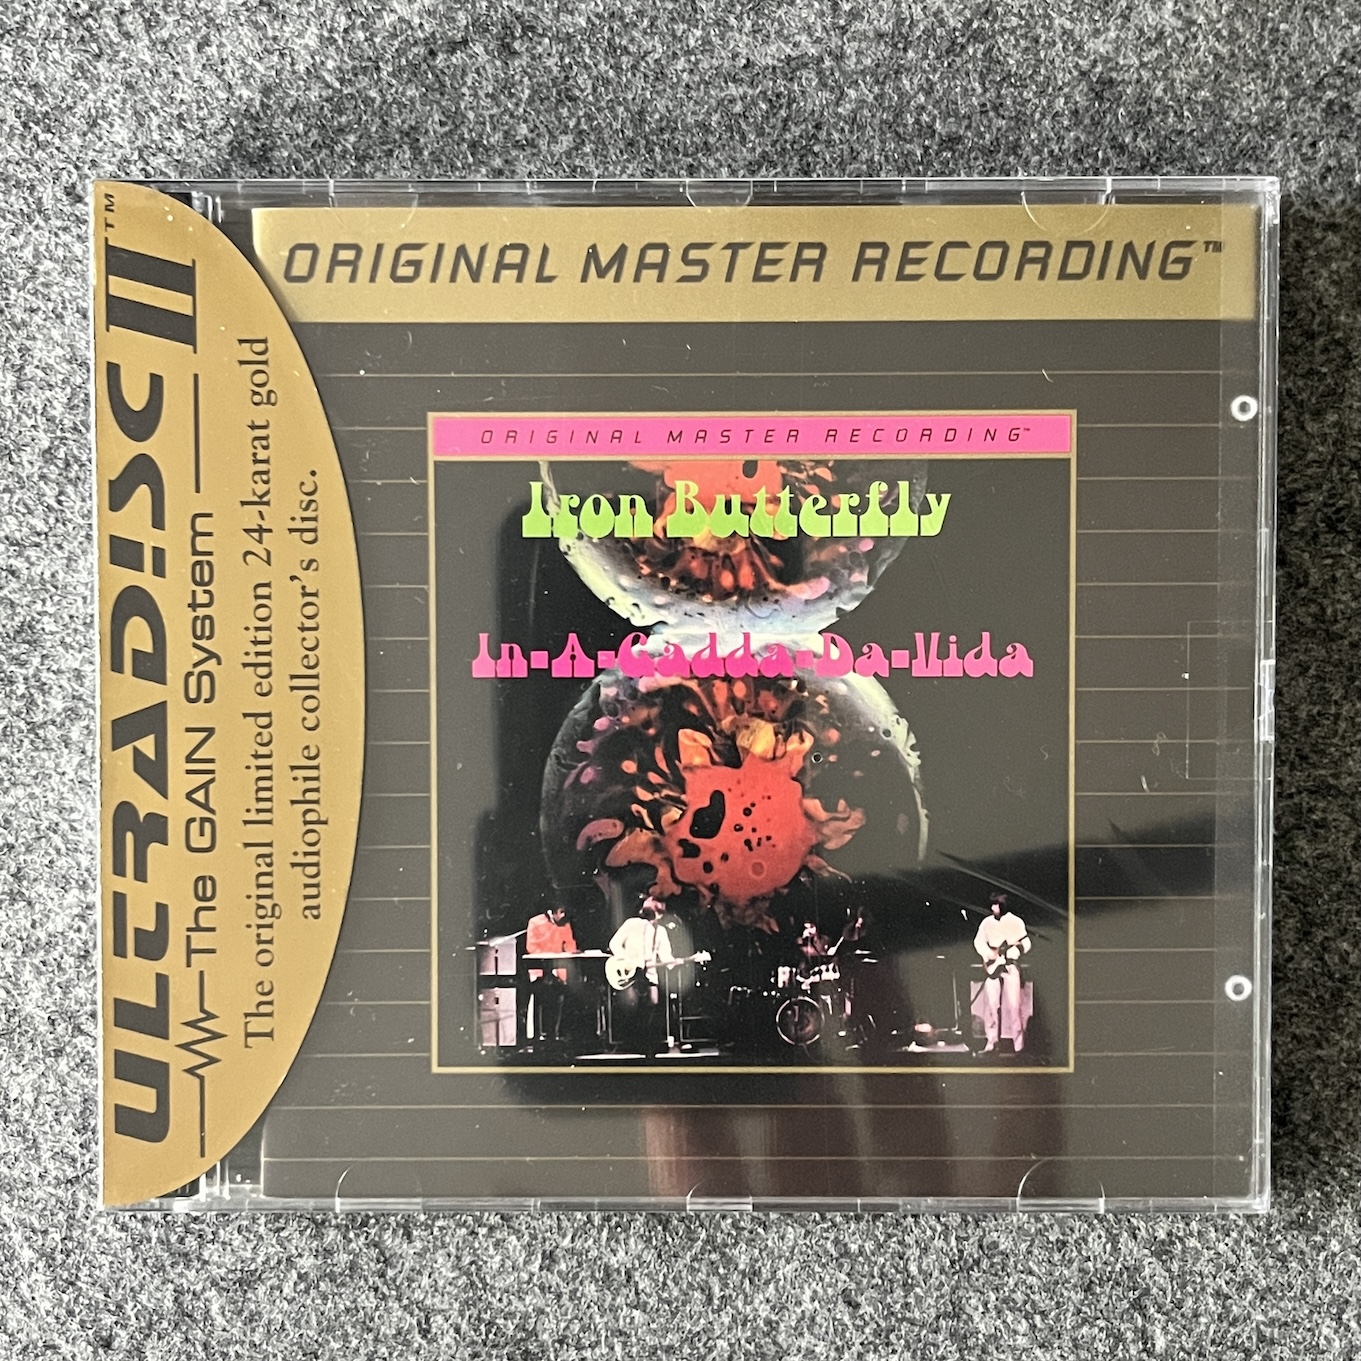 ORIGINAL MASTER RECORDING™
ULTRADISC II™
The GAIN System
The original limited edition 24-karat gold
audiophile collector's disc.
ORIGINAL MASTER RECORDING™
Iron Butterfly
In-A-Gadda-Da-Vida